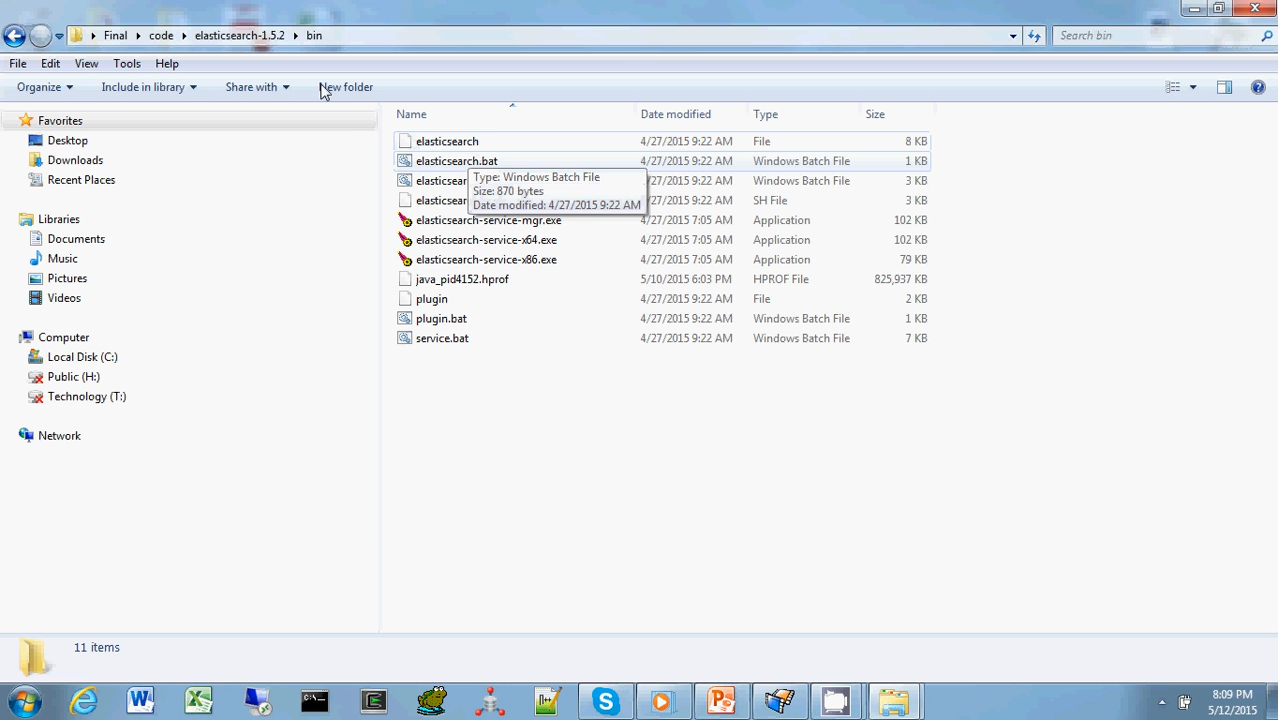 Final code elasticsearch-1.5.2 bin Search bin
File Edit View Tools Help
Organize Include in library Share with New folder
Favorites
Desktop
Downloads
Recent Places
Libraries
Documents
Music
Pictures
Videos
Computer
Local Disk (C:)
Public (H:)
Technology (T:)
Network
Name Date modified Type Size
elasticsearch 4/27/2015 9:22 AM File 8 KB
elasticsearch.bat 4/27/2015 9:22 AM Windows Batch File 1 KB
elasticsear 4/27/2015 9:22 AM Windows Batch File 3 KB
elasticsear 4/27/2015 9:22 AM SH File 3 KB
elasticsearch-service-mgr.exe 4/27/2015 7:05 AM Application 102 KB
elasticsearch-service-x64.exe 4/27/2015 7:05 AM Application 102 KB
elasticsearch-service-x86.exe 4/27/2015 7:05 AM Application 79 KB
java_pid4152.hprof 5/10/2015 6:03 PM HPROF File 825,937 KB
plugin 4/27/2015 9:22 AM File 2 KB
plugin.bat 4/27/2015 9:22 AM Windows Batch File 1 KB
service.bat 4/27/2015 9:22 AM Windows Batch File 7 KB
Type: Windows Batch File
Size: 870 bytes
Date modified: 4/27/2015 9:22 AM
11 items
8:09 PM
5/12/2015